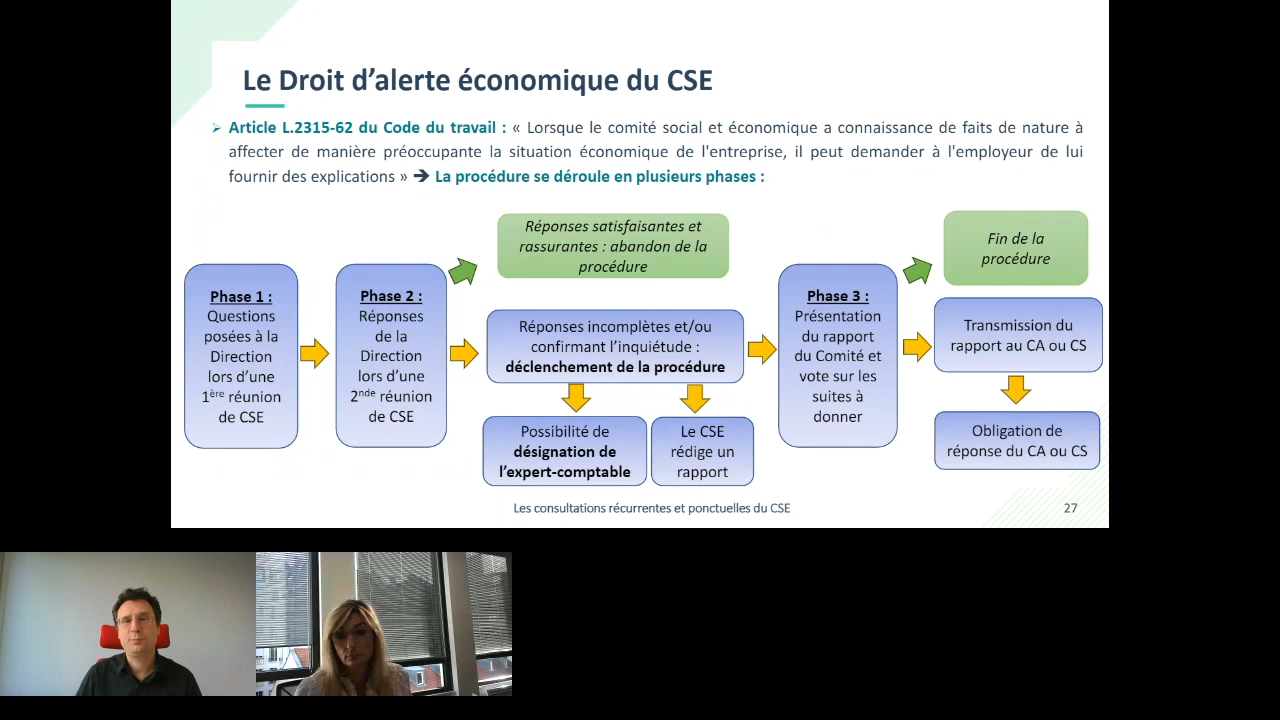 Le Droit d'alerte économique du CSE
➢ Article L.2315-62 du Code du travail : « Lorsque le comité social et économique a connaissance de faits de nature à
affecter de manière préoccupante la situation économique de l'entreprise, il peut demander à l'employeur de lui
fournir des explications » ➔ La procédure se déroule en plusieurs phases :
Phase 1 :
Questions
posées à la
Direction
lors d'une
1ère réunion
de CSE
Phase 2 :
Réponses
de la
Direction
lors d'une
2nde réunion
de CSE
Réponses satisfaisantes et
rassurantes : abandon de la
procédure
Réponses incomplètes et/ou
confirmant l'inquiétude :
déclenchement de la procédure
Possibilité de
désignation de
l'expert-comptable
Le CSE
rédige un
rapport
Phase 3 :
Présentation
du rapport
du Comité et
vote sur les
suites à
donner
Fin de la
procédure
Transmission du
rapport au CA ou CS
Obligation de
réponse du CA ou CS
Les consultations récurrentes et ponctuelles du CSE
27